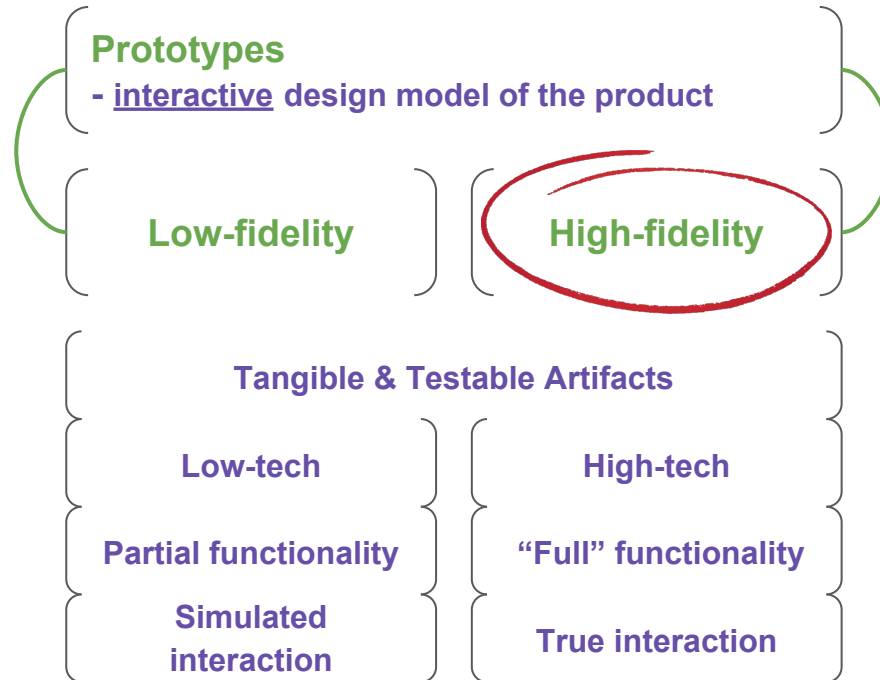 Prototypes
- interactive design model of the product
Low-fidelity
High-fidelity
Tangible & Testable Artifacts
Low-tech
High-tech
Partial functionality
“Full” functionality
Simulated
interaction
True interaction